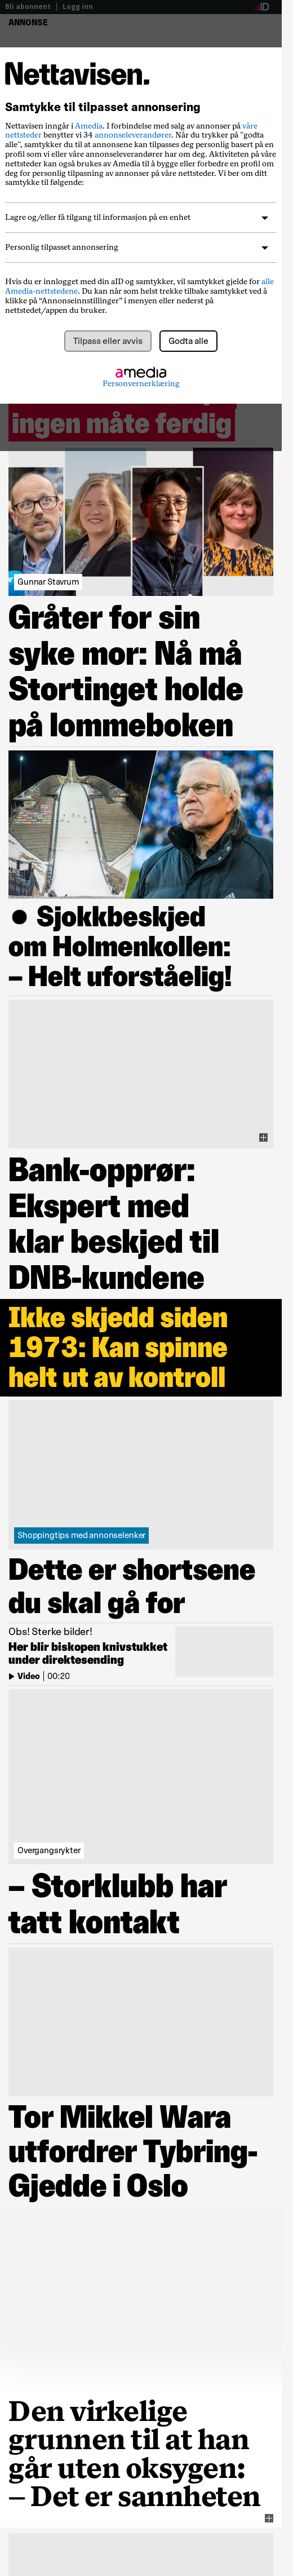 Bli abonnent | Logg inn
aID
ANNONSE
Nettavisen.
Samtykke til tilpasset annonsering
Nettavisen inngår i Amedia. I forbindelse med salg av annonser på våre
nettsteder benytter vi 34 annonseleverandører. Når du trykker på "godta
alle", samtykker du til at annonsene kan tilpasses deg personlig basert på en
profil som vi eller våre annonseleverandører har om deg. Aktiviteten på våre
nettsteder kan også brukes av Amedia til å bygge eller forbedre en profil om
deg for personlig tilpasning av annonser på våre nettsteder. Vi ber om ditt
samtykke til følgende:
Lagre og/eller få tilgang til informasjon på en enhet
Personlig tilpasset annonsering
Hvis du er innlogget med din aID og samtykker, vil samtykket gjelde for alle
Amedia-nettstedene. Du kan når som helst trekke tilbake samtykket ved å
klikke på “Annonseinnstillinger” i menyen eller nederst på
nettstedet/appen du bruker.
Tilpass eller avvis
Godta alle
amedia
Personvernerklæring
ingen måte ferdig
Gunnar Stavrum
Gråter for sin
syke mor: Nå må
Stortinget holde
på lommeboken
● Sjokkbeskjed
om Holmenkollen:
– Helt uforståelig!
Bank-opprør:
Ekspert med
klar beskjed til
DNB-kundene
Ikke skjedd siden
1973: Kan spinne
helt ut av kontroll
Shoppingtips med annonselenker
Dette er shortsene
du skal gå for
Obs! Sterke bilder!
Her blir biskopen knivstukket
under direktesending
Video | 00:20
Overgangsrykter
– Storklubb har
tatt kontakt
Tor Mikkel Wara
utfordrer Tybring-
Gjedde i Oslo
Den virkelige
grunnen til at han
går uten oksygen:
– Det er sannheten